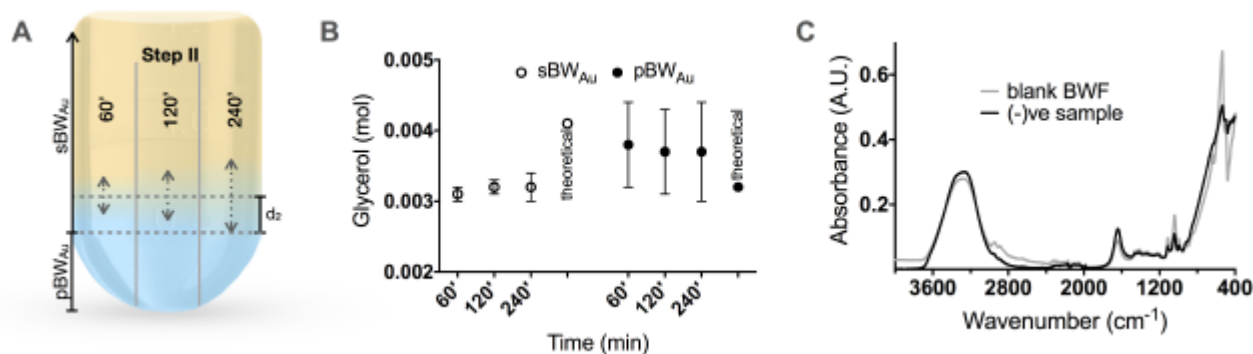 A
Step II
60'
120'
240'
sBWAu
pBWAu
d₂
B
sBWAu
pBWAu
0.005
0.004
0.003
0.002
Glycerol (mol)
theoretical
theoretical
60'
120'
240'
60'
120'
240'
Time (min)
C
blank BWF
(-)ve sample
0.6
0.4
0.2
Absorbance (A.U.)
3600 2800 2000 1200 400
Wavenumber (cm⁻¹)